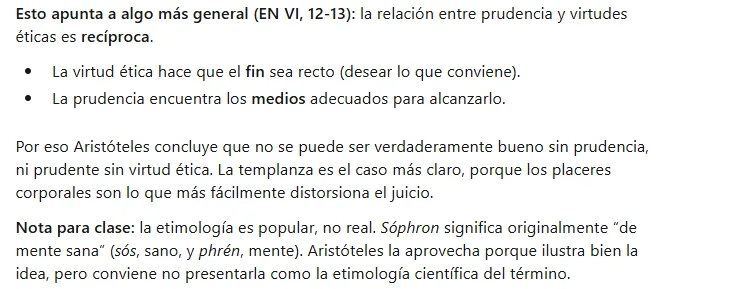 Esto apunta a algo más general (EN VI, 12-13): la relación entre prudencia y virtudes
éticas es recíproca.
• La virtud ética hace que el fin sea recto (desear lo que conviene).
• La prudencia encuentra los medios adecuados para alcanzarlo.
Por eso Aristóteles concluye que no se puede ser verdaderamente bueno sin prudencia,
ni prudente sin virtud ética. La templanza es el caso más claro, porque los placeres
corporales son lo que más fácilmente distorsiona el juicio.
Nota para clase: la etimología es popular, no real. Sóphron significa originalmente “de
mente sana” (sós, sano, y phrén, mente). Aristóteles la aprovecha porque ilustra bien la
idea, pero conviene no presentarla como la etimología científica del término.